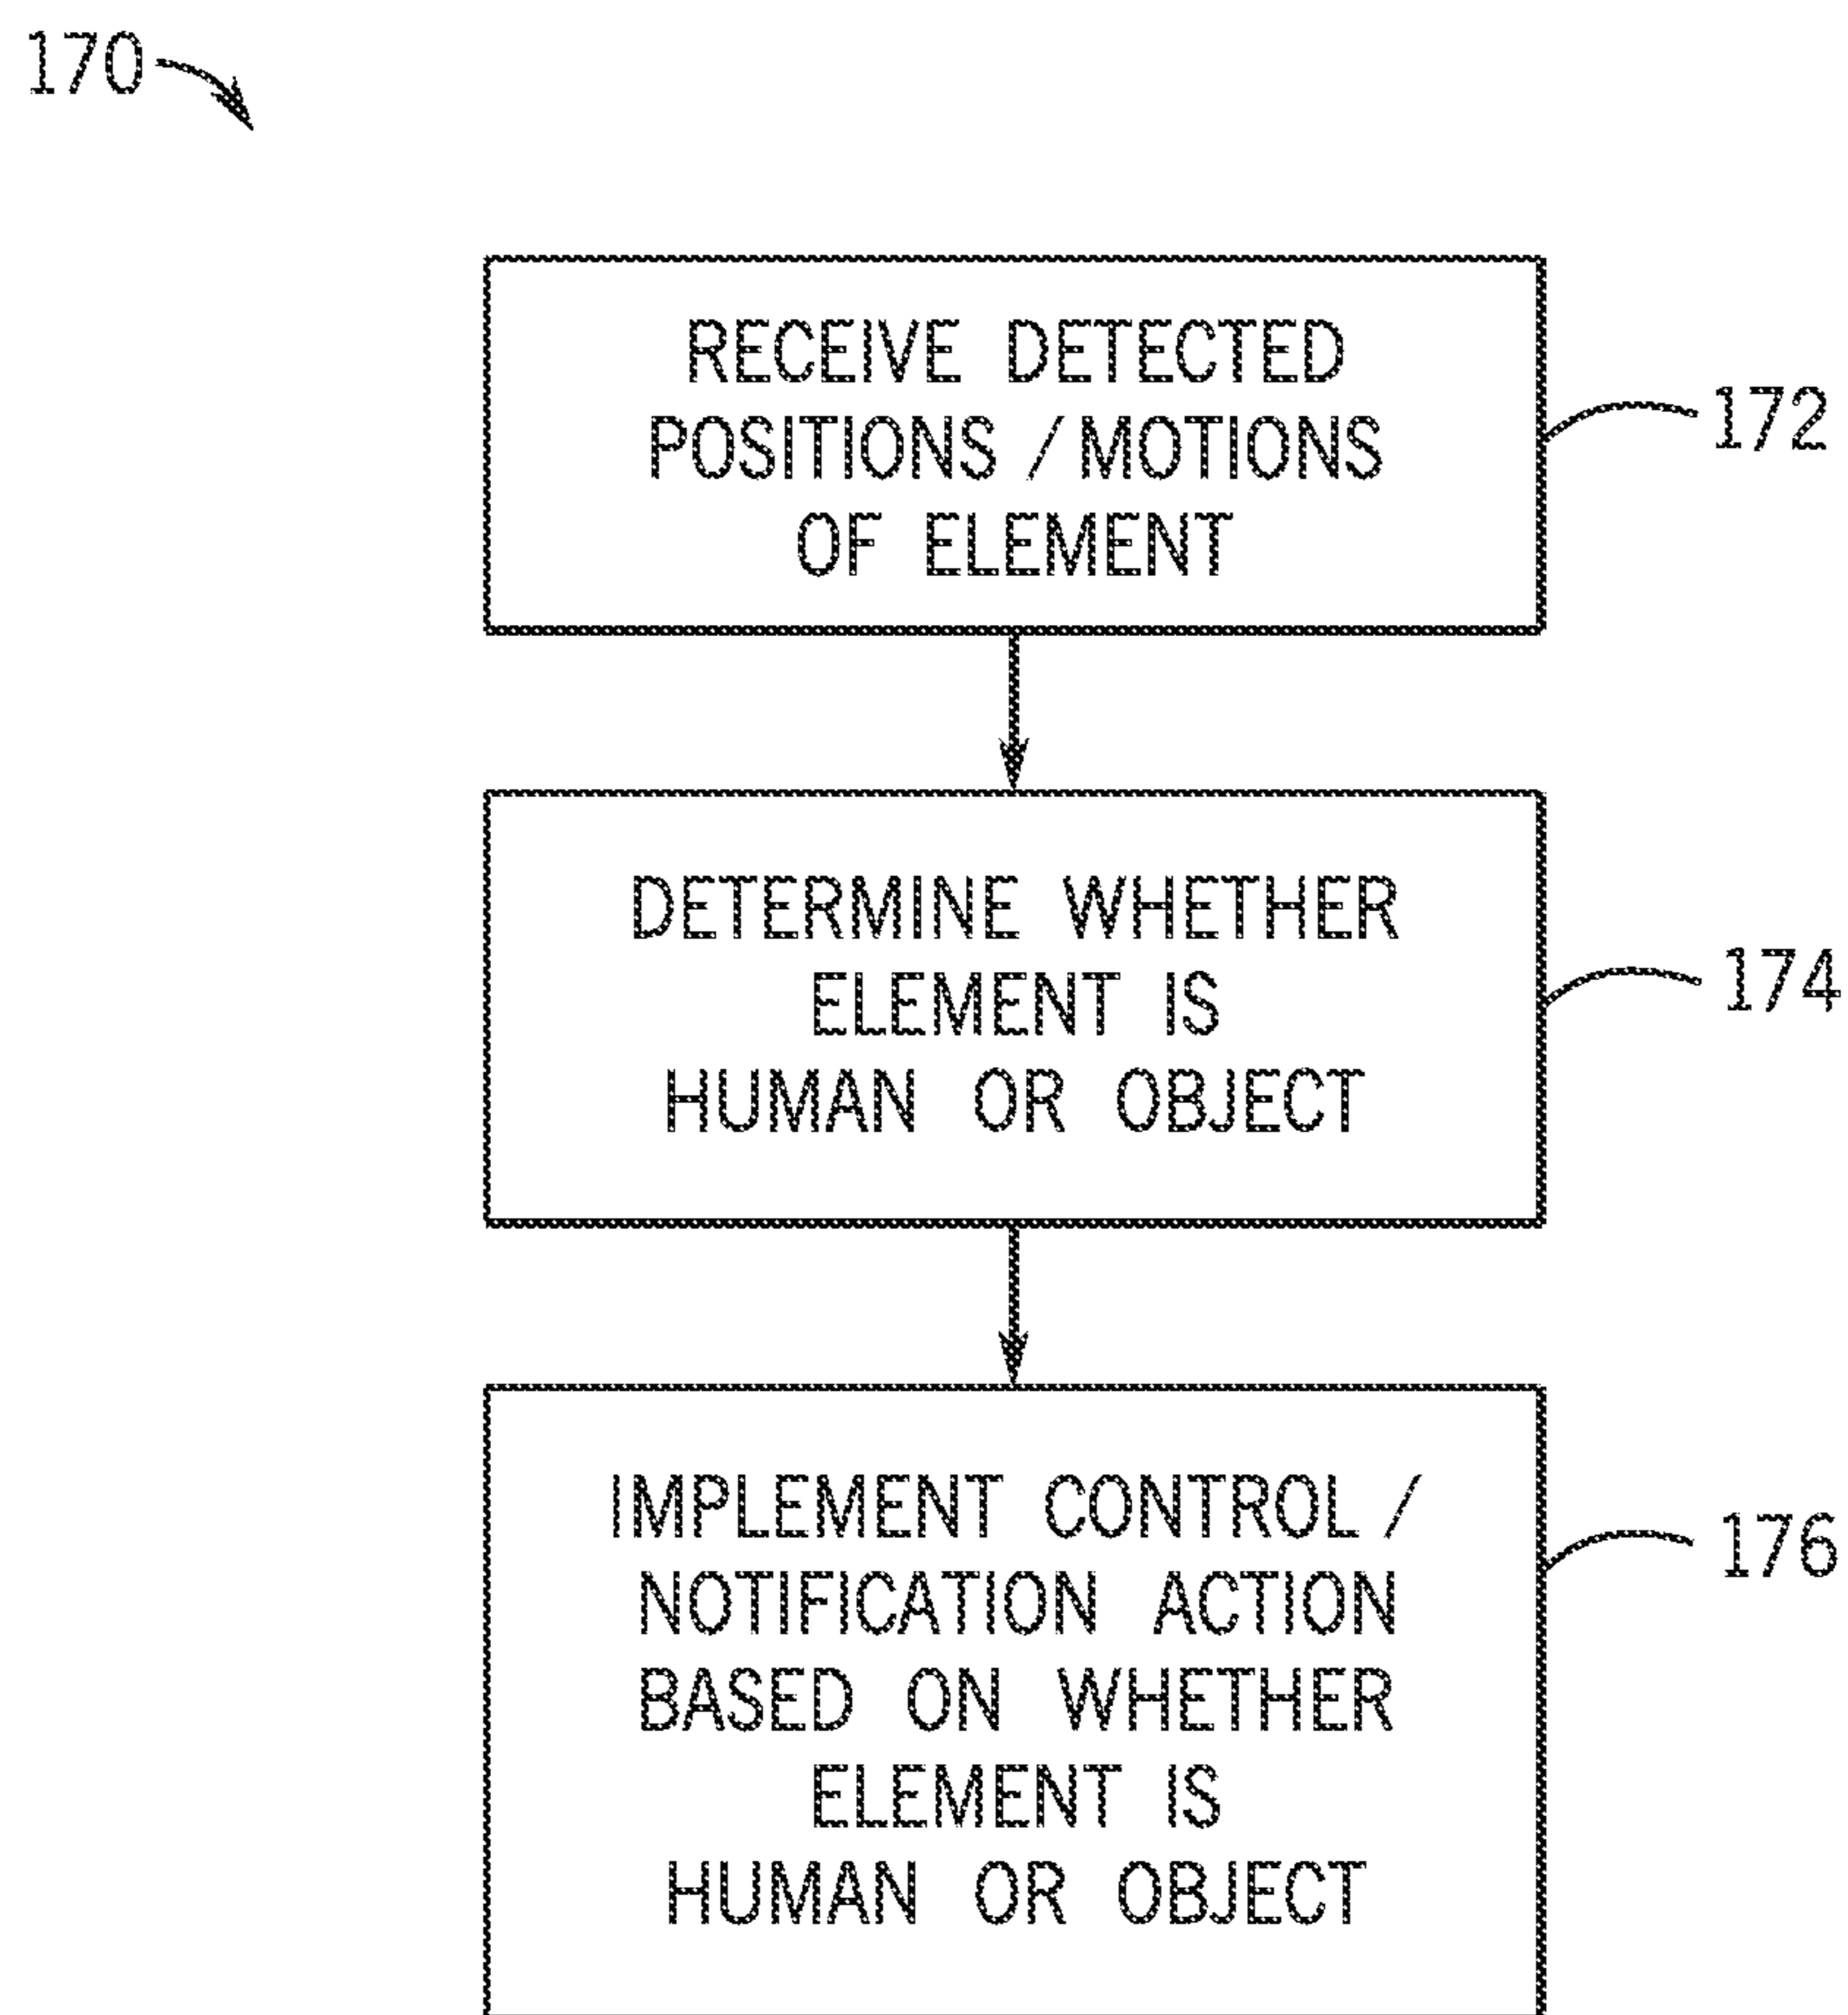 170
RECEIVE DETECTED
POSITIONS / MOTIONS
OF ELEMENT
172
DETERMINE WHETHER
ELEMENT IS
HUMAN OR OBJECT
174
IMPLEMENT CONTROL /
NOTIFICATION ACTION
BASED ON WHETHER
ELEMENT IS
HUMAN OR OBJECT
176